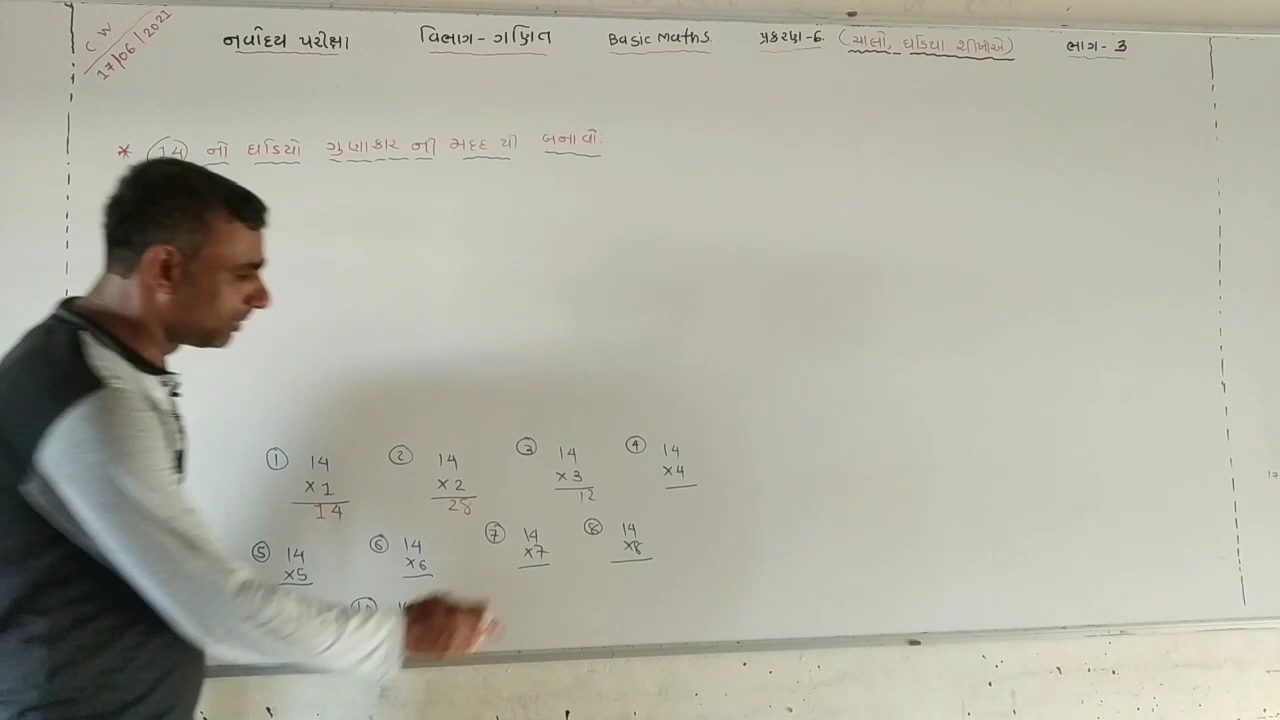 C W
17/06/2021
નવોદય પરીક્ષા વિભાગ - ગણિત Basic Maths પ્રકરણ-6 (ચાલો, ઘડિયા શીખીએ) ભાગ - 3
* 14 નો ઘડિયો ગુણાકાર ની મદદ થી બનાવો.
① 14 ② 14 ③ 14 ④ 14
×1 ×2 ×3 ×4
14 28 12
⑤ 14 ⑥ 14 ⑦ 14 ⑧ 14
×5 ×6 ×7 ×8